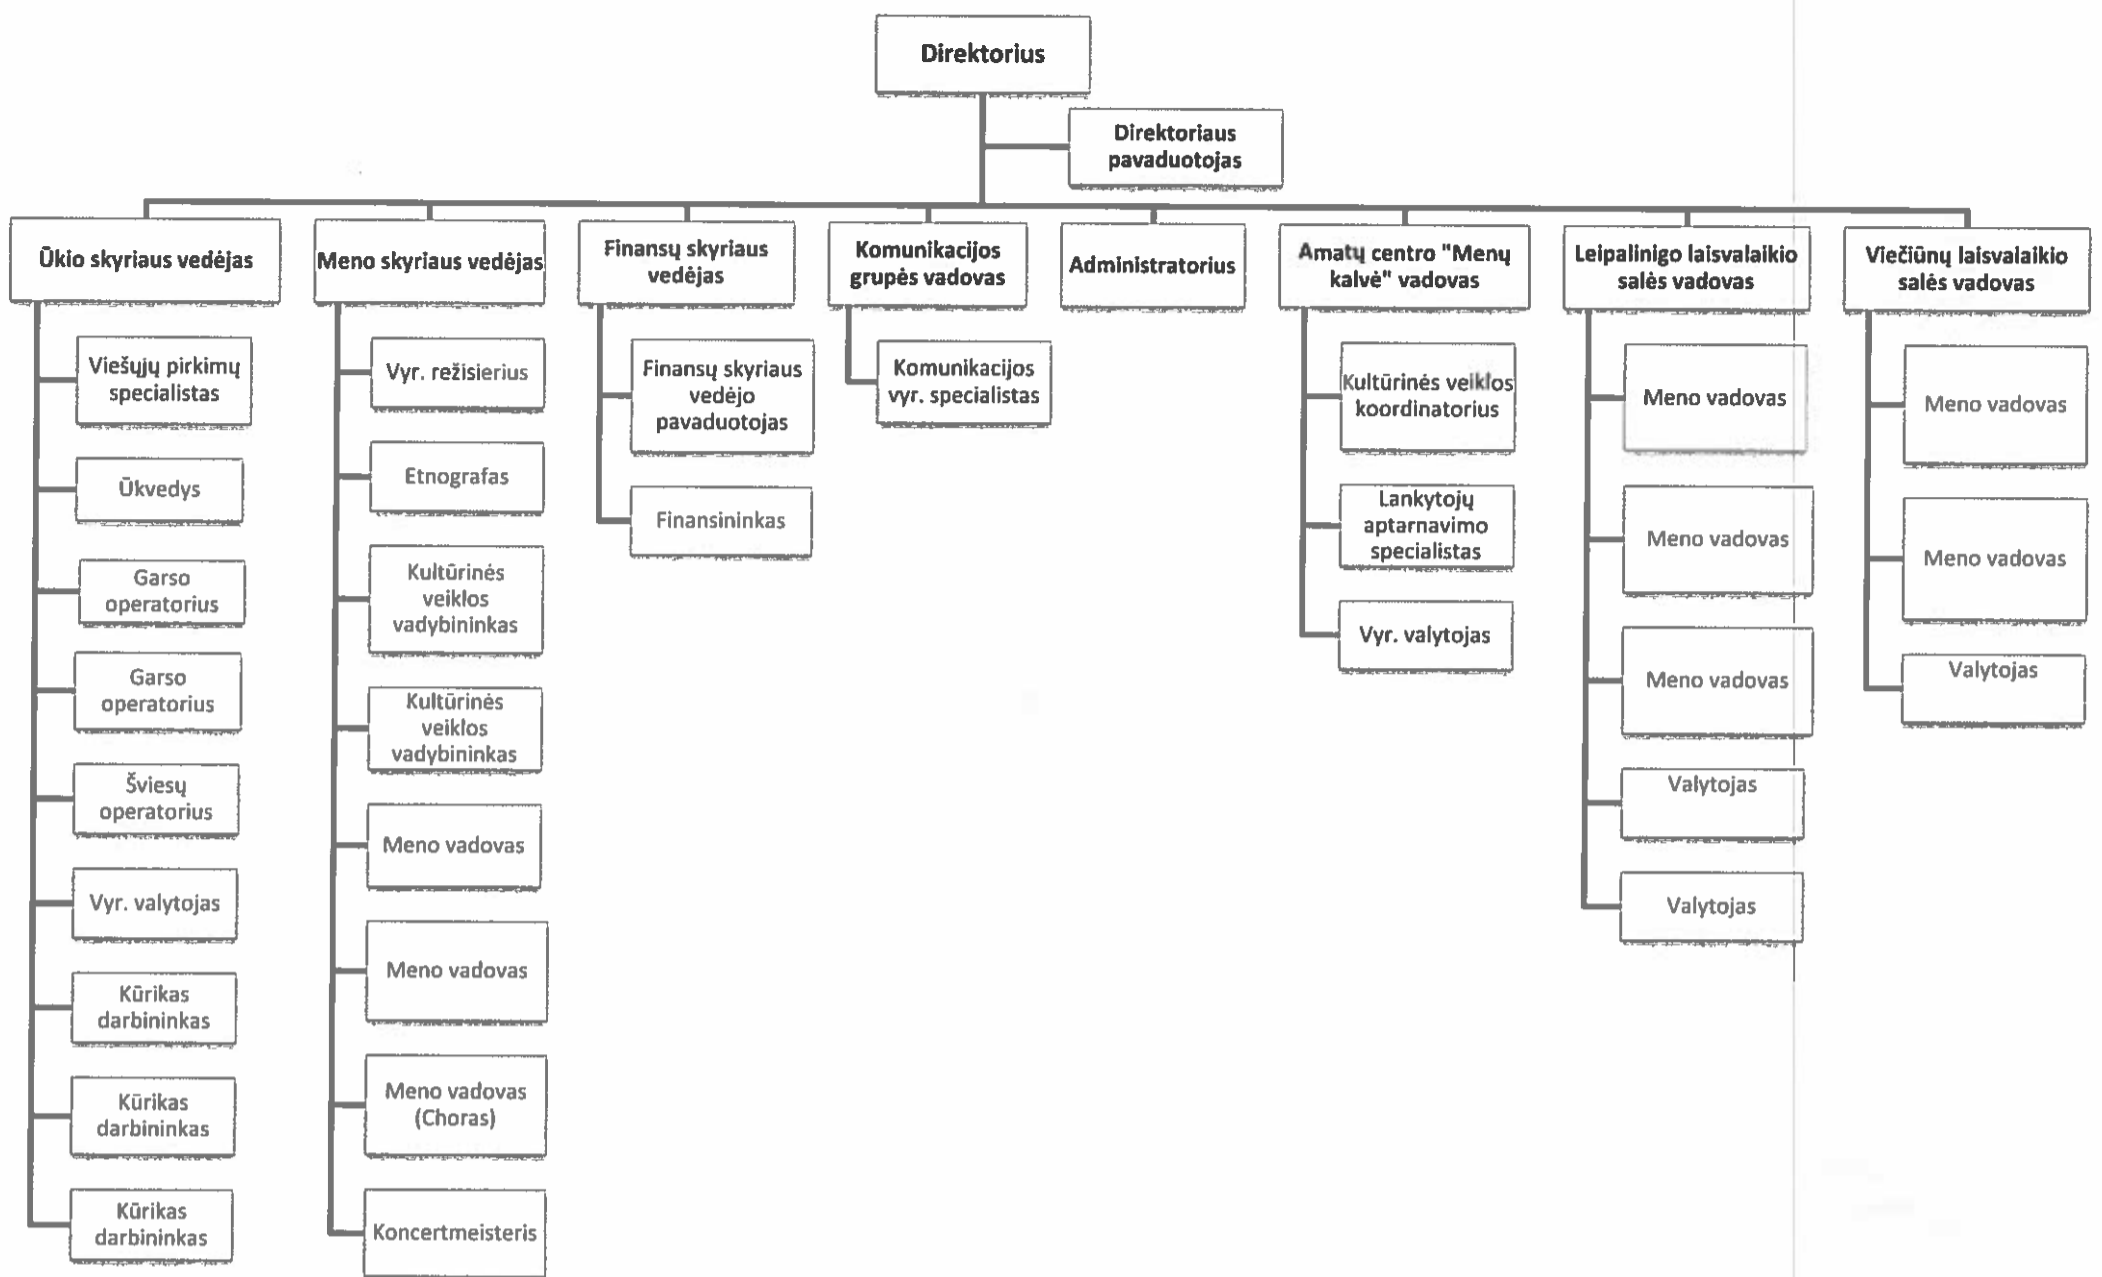 Direktorius
Direktoriaus
pavaduotojas
Ūkio skyriaus vedėjas
Viešųjų pirkimų
specialistas
Ūkvedys
Garso
operatorius
Garso
operatorius
Šviesų
operatorius
Vyr. valytojas
Kūrikas
darbininkas
Kūrikas
darbininkas
Kūrikas
darbininkas
Meno skyriaus vedėjas
Vyr. režisierius
Etnografas
Kultūrinės
veiklos
vadybininkas
Kultūrinės
veiklos
vadybininkas
Meno vadovas
Meno vadovas
Meno vadovas
(Choras)
Koncertmeisteris
Finansų skyriaus
vedėjas
Finansų skyriaus
vedėjo
pavaduotojas
Finansininkas
Komunikacijos
grupės vadovas
Komunikacijos
vyr. specialistas
Administratorius
Amatų centro "Menų
kalvė" vadovas
Kultūrinės veiklos
koordinatorius
Lankytojų
aptarnavimo
specialistas
Vyr. valytojas
Leipalinigo laisvalaikio
salės vadovas
Meno vadovas
Meno vadovas
Meno vadovas
Valytojas
Valytojas
Viečiūnų laisvalaikio
salės vadovas
Meno vadovas
Meno vadovas
Valytojas